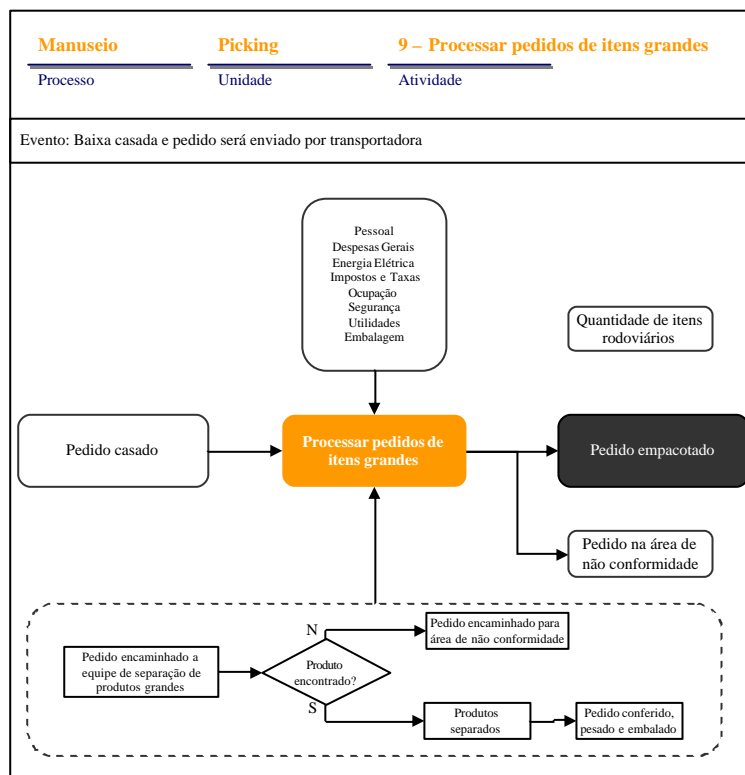 Manuseio
Picking
9 – Processar pedidos de itens grandes
Processo
Unidade
Atividade
Evento: Baixa casada e pedido será enviado por transportadora
Pessoal
Despesas Gerais
Energia Elétrica
Impostos e Taxas
Ocupação
Segurança
Utilidades
Embalagem
Quantidade de itens
rodoviários
Pedido casado
Processar pedidos de
itens grandes
Pedido empacotado
Pedido na área de
não conformidade
N
Pedido encaminhado para
área de não conformidade
Pedido encaminhado a
equipe de separação de
produtos grandes
Produto
encontrado?
S
Produtos
separados
Pedido conferido,
pesado e embalado